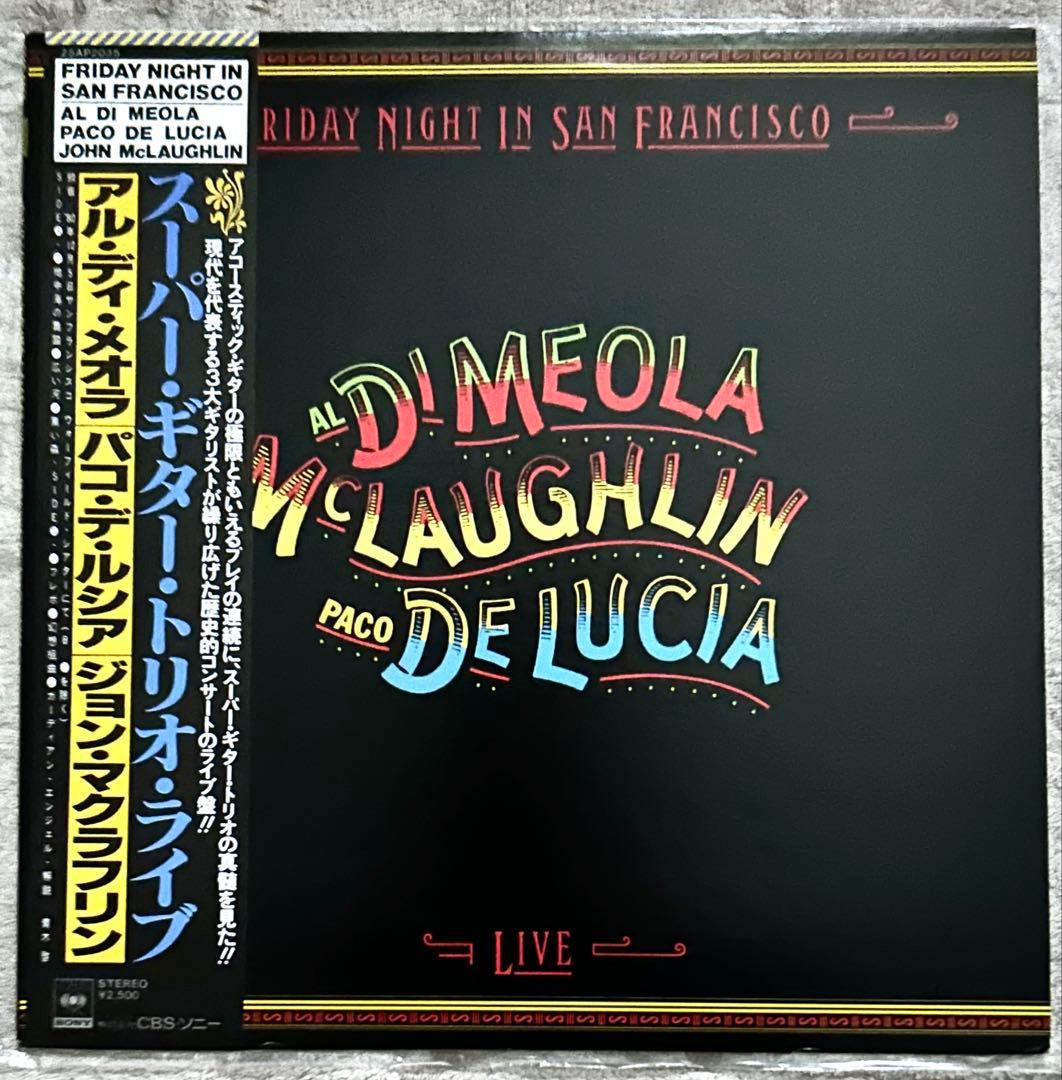 25AP2035
FRIDAY NIGHT IN
SAN FRANCISCO
AL DI MEOLA
PACO DE LUCIA
JOHN McLAUGHLIN
アコースティック・ギターの極限ともいえるプレイの連続に、スーパー・ギター・トリオの真髄を見た!!
現代を代表する3大ギタリストが繰り広げた歴史的コンサートのライブ盤!!
スーパー・ギター・トリオ・ライブ
アル・ディ・メオラ パコ・デ・ルシア ジョン・マクラフリン
STEREO
¥2,500
SONY
CBS・ソニー
RIDAY NIGHT IN SAN FRANCISCO
AL DI MEOLA
McLAUGHLIN
PACO DE LUCIA
LIVE